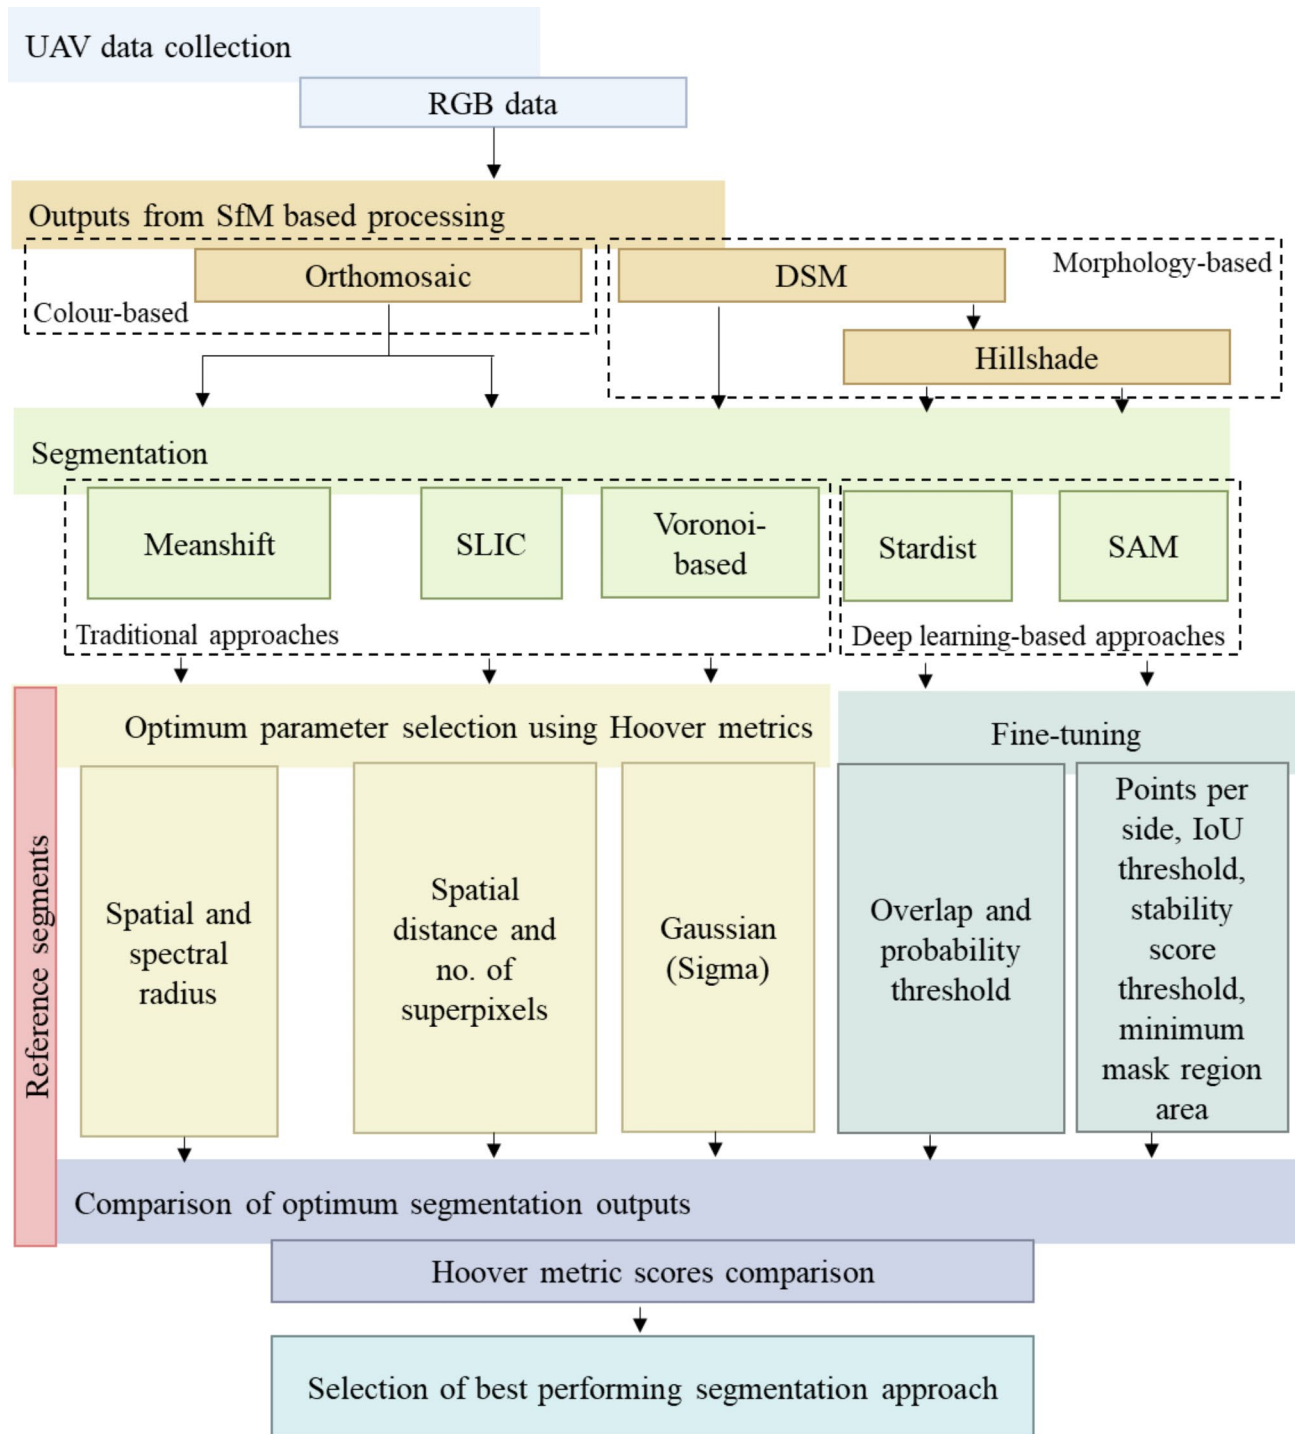 UAV data collection
RGB data
Outputs from SfM based processing
Orthomosaic
Colour-based
DSM
Morphology-based
Hillshade
Segmentation
Meanshift
SLIC
Voronoi-
based
Traditional approaches
Stardist
SAM
Deep learning-based approaches
Reference segments
Optimum parameter selection using Hoover metrics
Fine-tuning
Spatial and
spectral
radius
Spatial
distance and
no. of
superpixels
Gaussian
(Sigma)
Overlap and
probability
threshold
Points per
side, IoU
threshold,
stability
score
threshold,
minimum
mask region
area
Comparison of optimum segmentation outputs
Hoover metric scores comparison
Selection of best performing segmentation approach